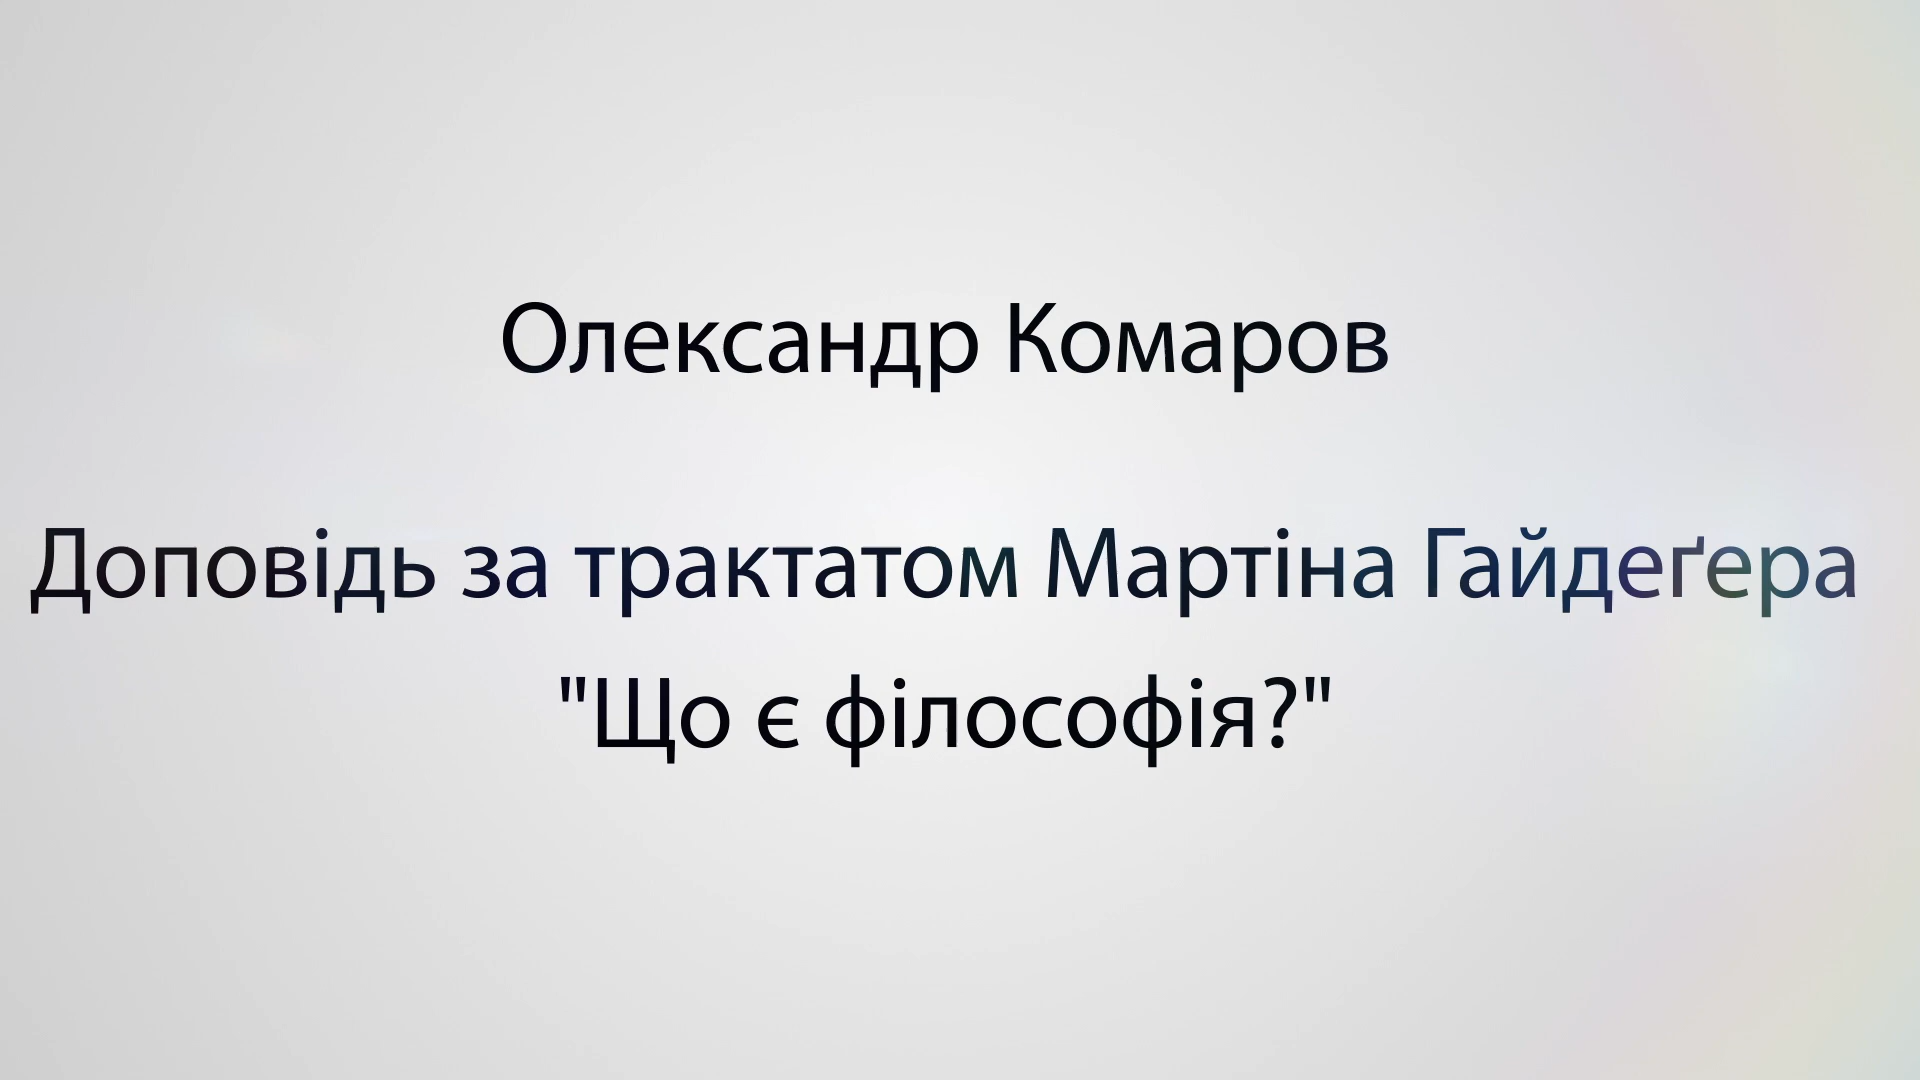 Олександр Комаров
Доповідь за трактатом Мартіна Гайдеґера
"Що є філософія?"